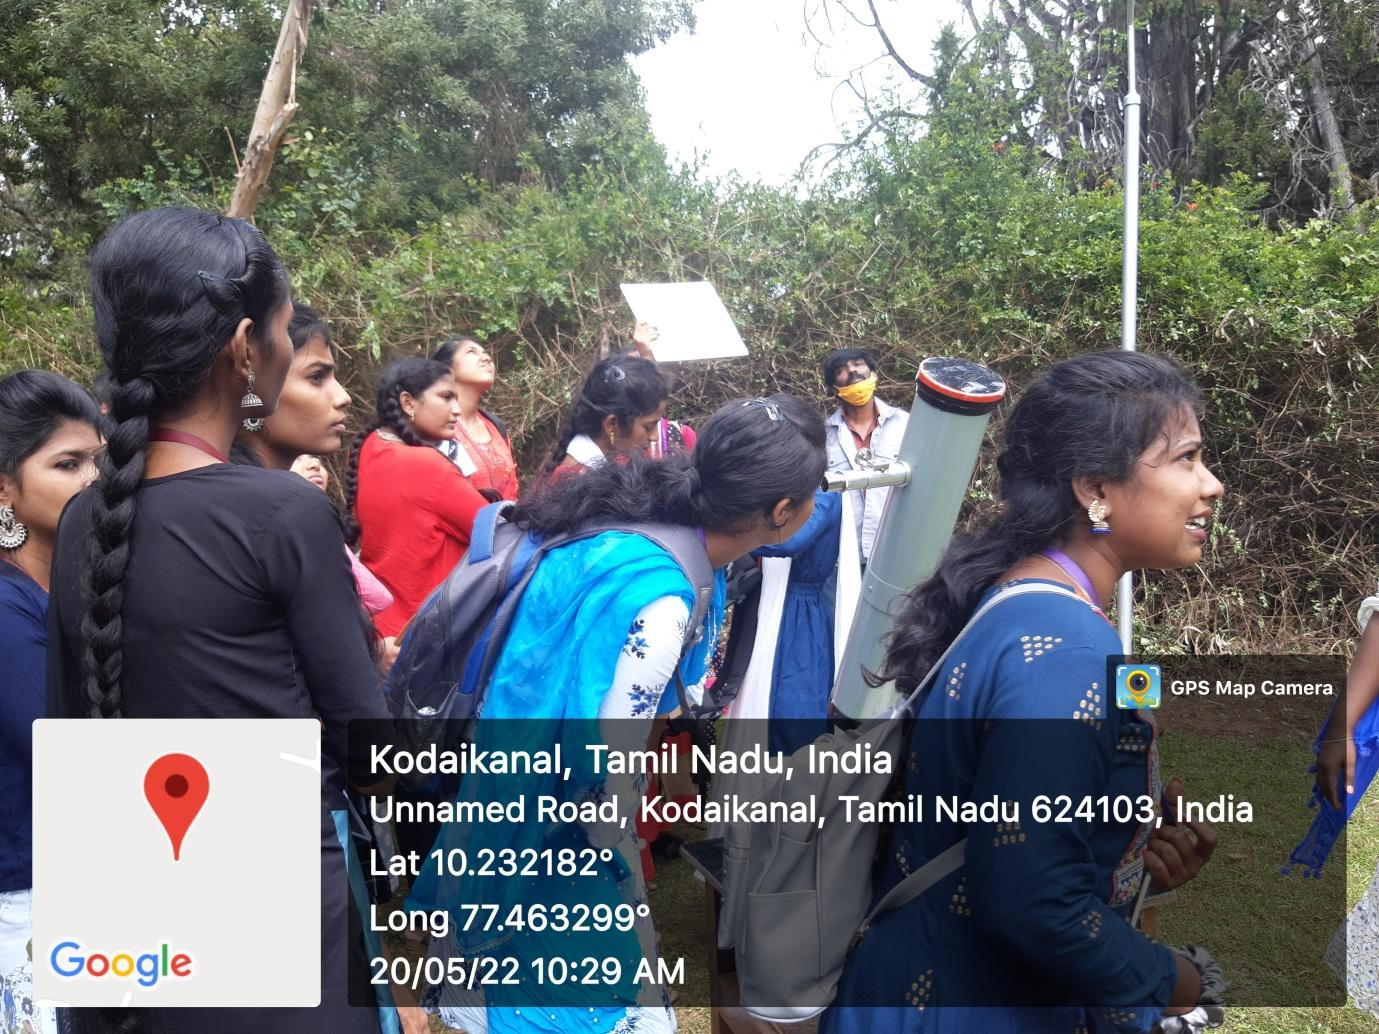 GPS Map Camera
Kodaikanal, Tamil Nadu, India
Unnamed Road, Kodaikanal, Tamil Nadu 624103, India
Lat 10.232182°
Long 77.463299°
20/05/22 10:29 AM
Google